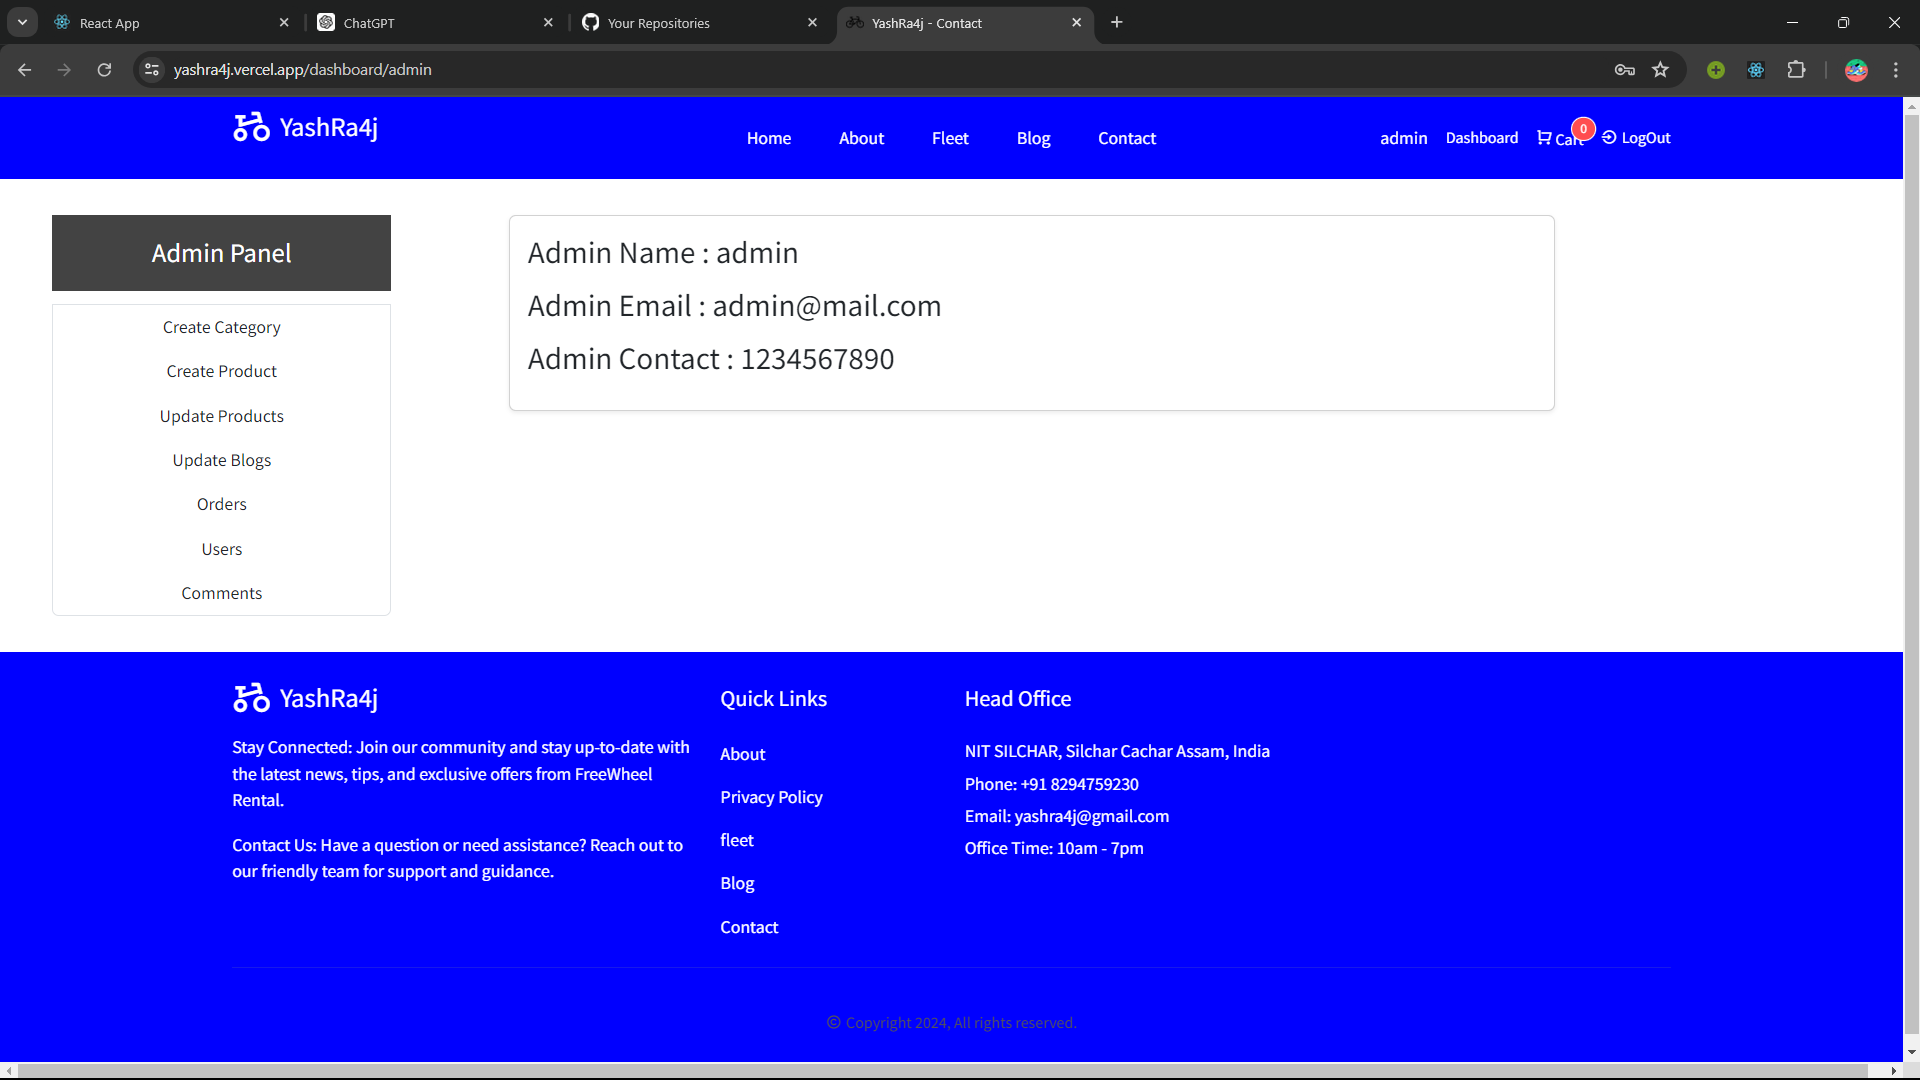 React App
ChatGPT
Your Repositories
YashRa4j - Contact
yashra4j.vercel.app/dashboard/admin
YashRa4j
Home
About
Fleet
Blog
Contact
admin
Dashboard
Cart
0
LogOut
Admin Panel
Create Category
Create Product
Update Products
Update Blogs
Orders
Users
Comments
Admin Name : admin
Admin Email : admin@mail.com
Admin Contact : 1234567890
YashRa4j
Stay Connected: Join our community and stay up-to-date with
the latest news, tips, and exclusive offers from FreeWheel
Rental.
Contact Us: Have a question or need assistance? Reach out to
our friendly team for support and guidance.
Quick Links
About
Privacy Policy
fleet
Blog
Contact
Head Office
NIT SILCHAR, Silchar Cachar Assam, India
Phone: +91 8294759230
Email: yashra4j@gmail.com
Office Time: 10am - 7pm
© Copyright 2024, All rights reserved.